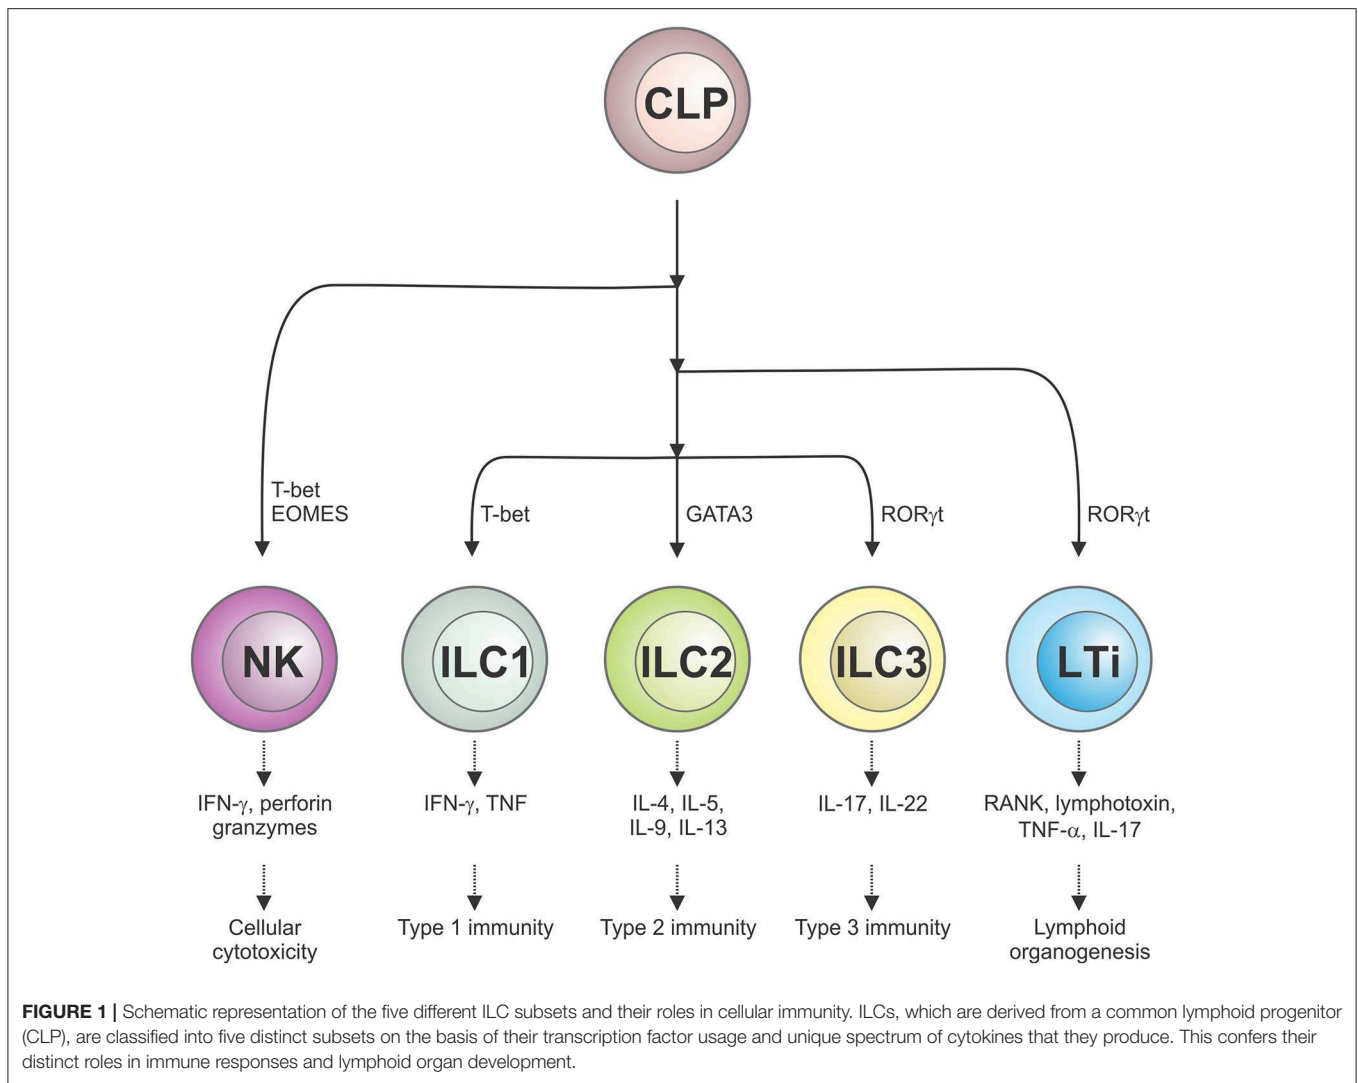 CLP
T-bet
EOMES
T-bet
GATA3
RORγt
RORγt
NK
ILC1
ILC2
ILC3
LTi
IFN-γ, perforin
granzymes
IFN-γ, TNF
IL-4, IL-5,
IL-9, IL-13
IL-17, IL-22
RANK, lymphotoxin,
TNF-α, IL-17
Cellular
cytotoxicity
Type 1 immunity
Type 2 immunity
Type 3 immunity
Lymphoid
organogenesis
FIGURE 1 | Schematic representation of the five different ILC subsets and their roles in cellular immunity. ILCs, which are derived from a common lymphoid progenitor
(CLP), are classified into five distinct subsets on the basis of their transcription factor usage and unique spectrum of cytokines that they produce. This confers their
distinct roles in immune responses and lymphoid organ development.